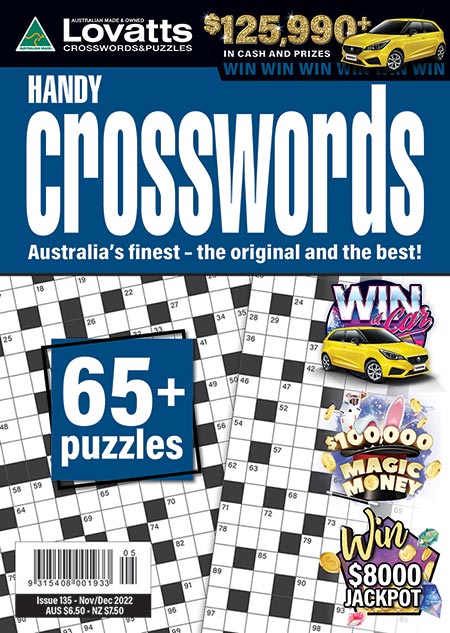 AUSTRALIAN MADE
AUSTRALIAN MADE & OWNED
Lovatts
CROSSWORDS&PUZZLES
$125,990+
IN CASH AND PRIZES
WIN WIN WIN WIN WIN WIN
HANDY
crosswords
Australia's finest – the original and the best!
WIN
a Car
65+
puzzles
$100,000
MAGIC
MONEY
Win
$8000
JACKPOT
05
9 315408 001933
Issue 135 • Nov/Dec 2022
AUS $6.50 • NZ $7.50